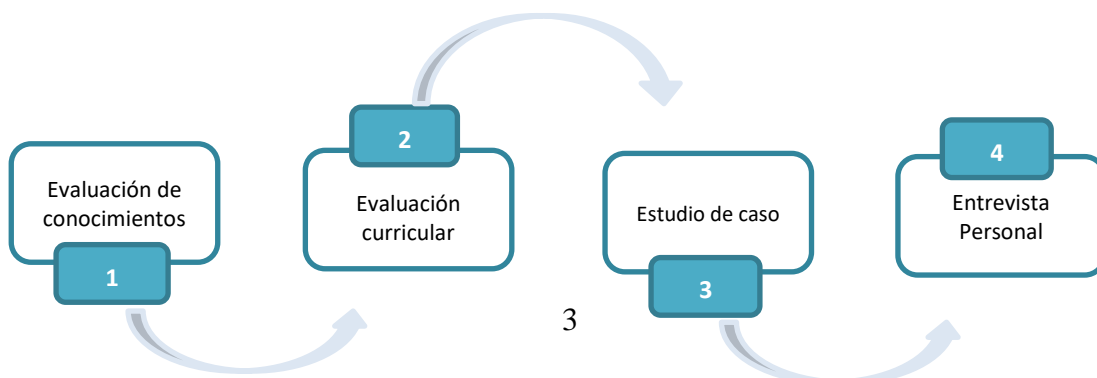 Evaluación de
conocimientos
1
2
Evaluación
curricular
Estudio de caso
3
4
Entrevista
Personal
3